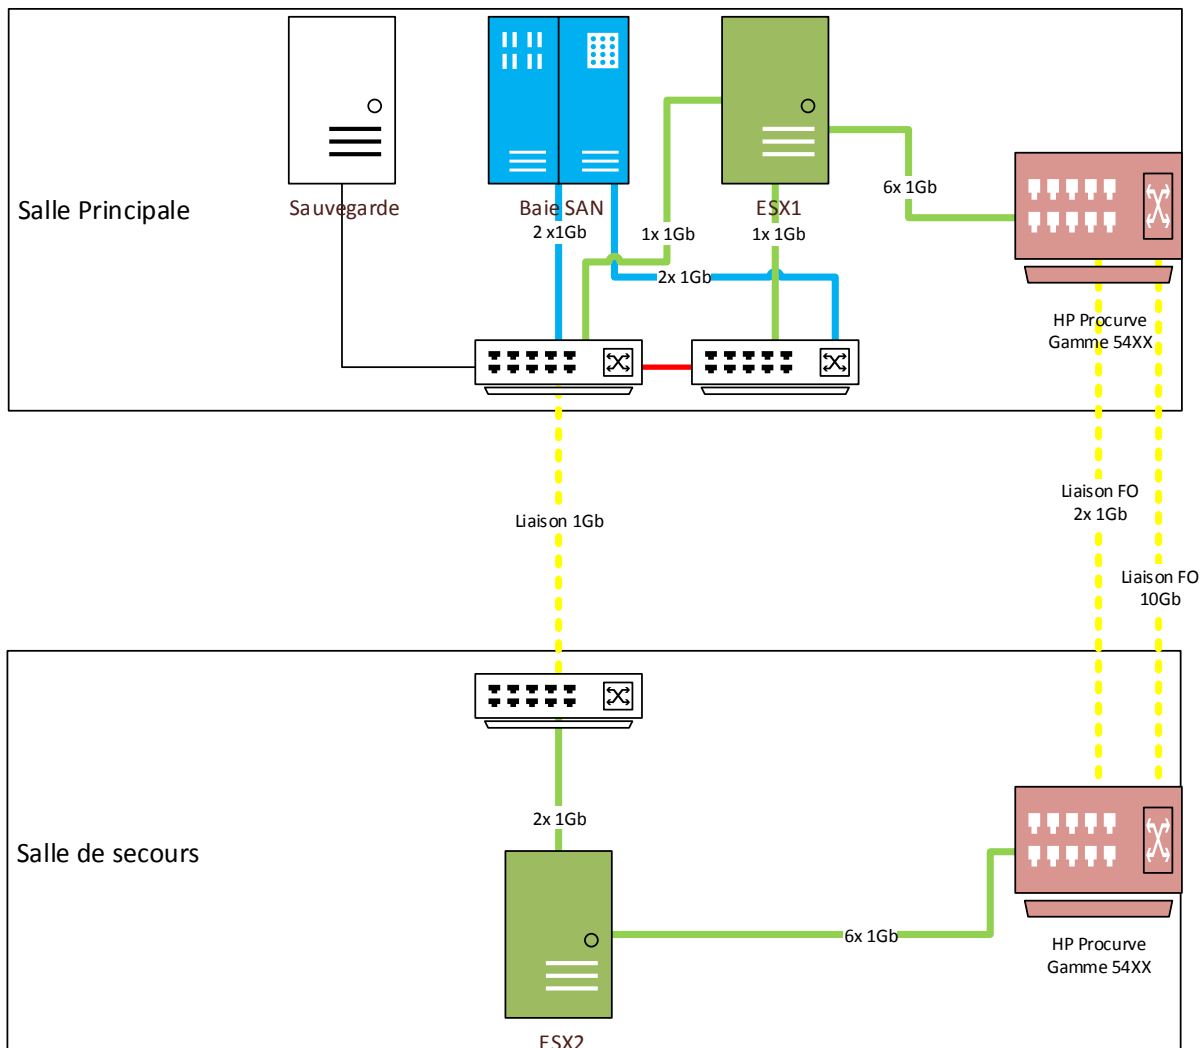 Salle Principale
Sauvegarde
Baie SAN
2 x1Gb
ESX1
1x 1Gb
1x 1Gb
2x 1Gb
6x 1Gb
HP Procurve
Gamme 54XX
Liaison 1Gb
Liaison FO
2x 1Gb
Liaison FO
10Gb
Salle de secours
2x 1Gb
6x 1Gb
ESX2
HP Procurve
Gamme 54XX